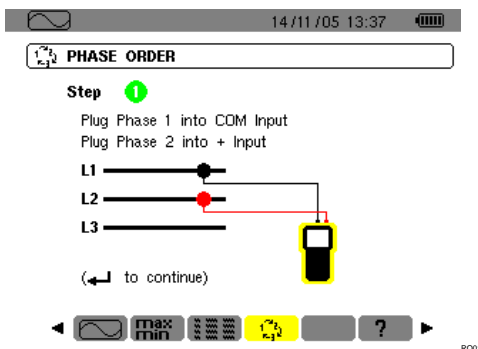 14/11/05 13:37
PHASE ORDER
Step 1
Plug Phase 1 into COM Input
Plug Phase 2 into + Input
L1
L2
L3
(↵ to continue)
max
min
?